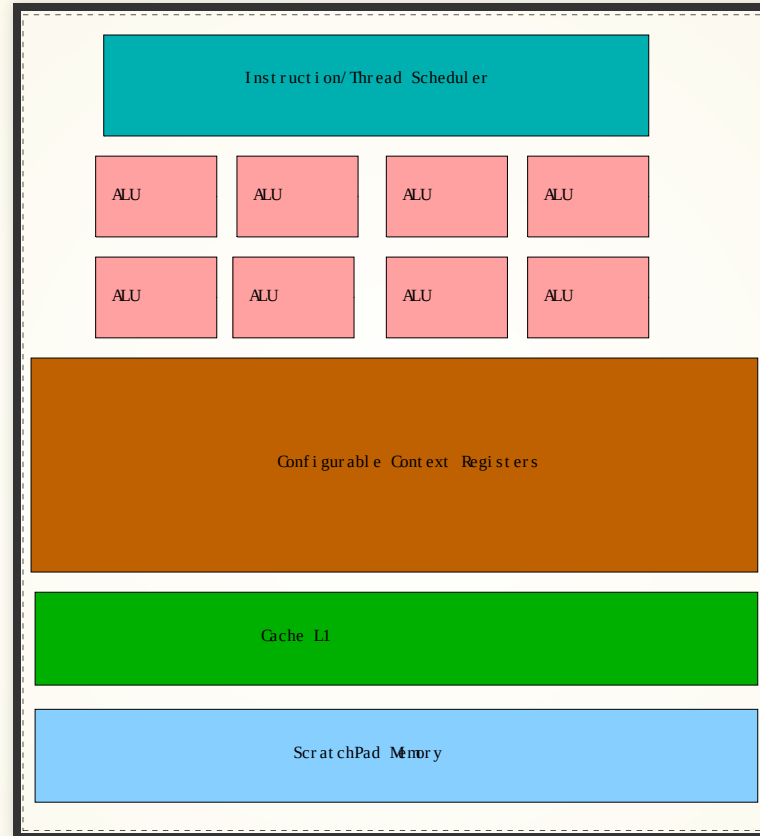 Instruction/Thread Scheduler
ALU ALU ALU ALU
ALU ALU ALU ALU
Configurable Context Registers
Cache L1
ScratchPad Memory